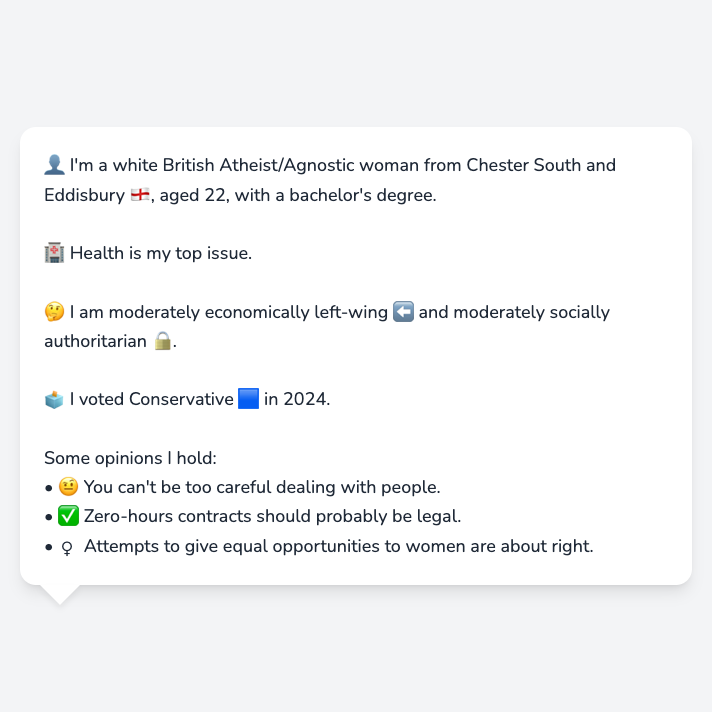 👤 I'm a white British Atheist/Agnostic woman from Chester South and
Eddisbury 🏴󠁧󠁢󠁥󠁮󠁧󠁿, aged 22, with a bachelor's degree.
🏥 Health is my top issue.
🤔 I am moderately economically left-wing ⬅️ and moderately socially
authoritarian 🔒.
🗳️ I voted Conservative 🟦 in 2024.
Some opinions I hold:
• 🤨 You can't be too careful dealing with people.
• ✅ Zero-hours contracts should probably be legal.
• ♀ Attempts to give equal opportunities to women are about right.